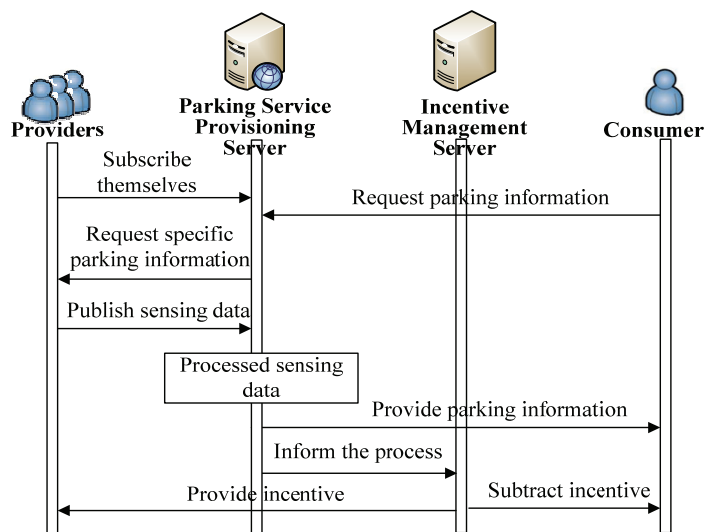 Providers
Parking Service
Provisioning
Server
Incentive
Management
Server
Consumer
Subscribe
themselves
Request parking information
Request specific
parking information
Publish sensing data
Processed sensing
data
Provide parking information
Inform the process
Provide incentive
Subtract incentive